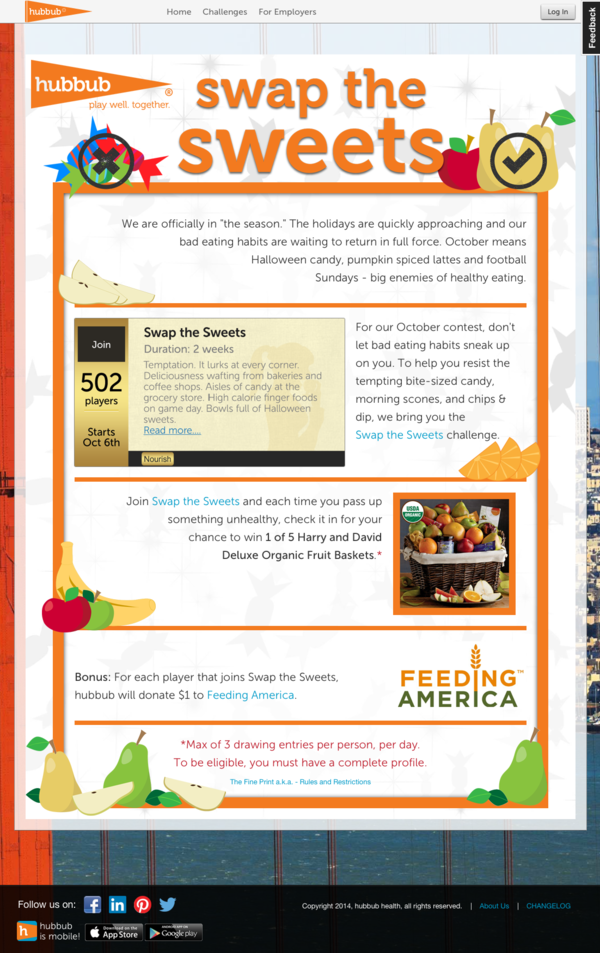 hubbub®
Home
Challenges
For Employers
Log In
Feedback
hubbub®
play well. together.
swap the
sweets
We are officially in "the season." The holidays are quickly approaching and our
bad eating habits are waiting to return in full force. October means
Halloween candy, pumpkin spiced lattes and football
Sundays - big enemies of healthy eating.
Join
502
players
Starts
Oct 6th
Swap the Sweets
Duration: 2 weeks
Temptation. It lurks at every corner.
Deliciousness wafting from bakeries and
coffee shops. Aisles of candy at the
grocery store. High calorie finger foods
on game day. Bowls full of Halloween
sweets.
Read more....
Nourish
For our October contest, don't
let bad eating habits sneak up
on you. To help you resist the
tempting bite-sized candy,
morning scones, and chips &
dip, we bring you the
Swap the Sweets challenge.
Join Swap the Sweets and each time you pass up
something unhealthy, check it in for your
chance to win 1 of 5 Harry and David
Deluxe Organic Fruit Baskets.*
USDA
ORGANIC
Bonus: For each player that joins Swap the Sweets,
hubbub will donate $1 to Feeding America.
FEEDING™
AMERICA
*Max of 3 drawing entries per person, per day.
To be eligible, you must have a complete profile.
The Fine Print a.k.a. - Rules and Restrictions
Follow us on:
Copyright 2014, hubbub health, all rights reserved. | About Us | CHANGELOG
h
hubbub
is mobile!
Download on the
App Store
ANDROID APP ON
Google play